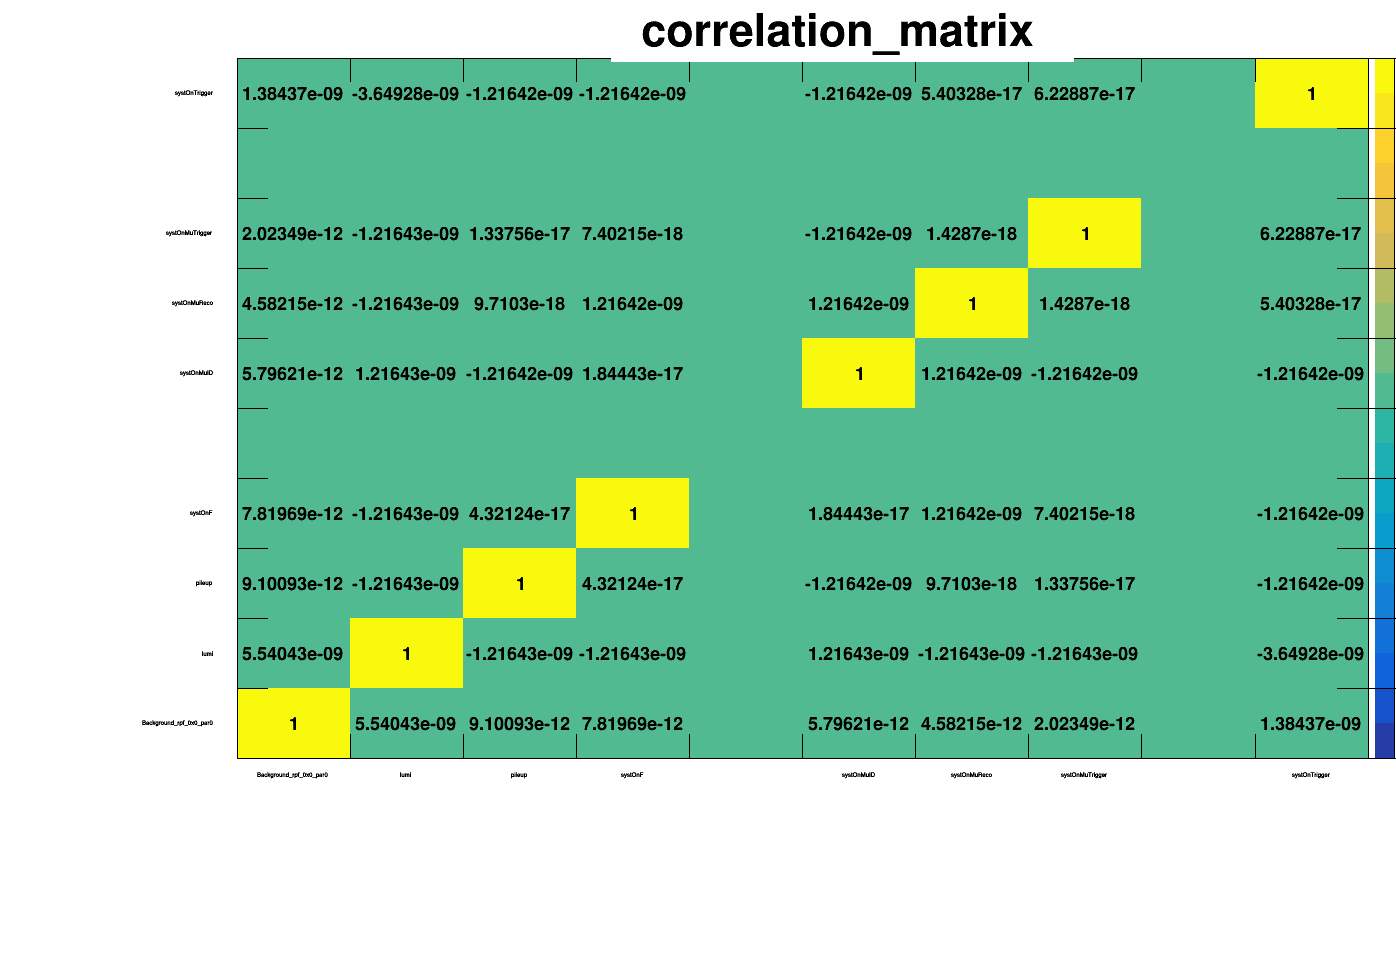 correlation_matrix
systOnTrigger 1.38437e-09 -3.64928e-09 -1.21642e-09 -1.21642e-09 -1.21642e-09 5.40328e-17 6.22887e-17 1
systOnMuTrigger 2.02349e-12 -1.21643e-09 1.33756e-17 7.40215e-18 -1.21642e-09 1.4287e-18 1 6.22887e-17
systOnMuReco 4.58215e-12 -1.21643e-09 9.7103e-18 1.21642e-09 1.21642e-09 1 1.4287e-18 5.40328e-17
systOnMuID 5.79621e-12 1.21643e-09 -1.21642e-09 1.84443e-17 1 1.21642e-09 -1.21642e-09 -1.21642e-09
systOnF 7.81969e-12 -1.21643e-09 4.32124e-17 1 1.84443e-17 1.21642e-09 7.40215e-18 -1.21642e-09
pileup 9.10093e-12 -1.21643e-09 1 4.32124e-17 -1.21642e-09 9.7103e-18 1.33756e-17 -1.21642e-09
lumi 5.54043e-09 1 -1.21643e-09 -1.21643e-09 1.21643e-09 -1.21643e-09 -1.21643e-09 -3.64928e-09
Background_rpf_0x0_par0 1 5.54043e-09 9.10093e-12 7.81969e-12 5.79621e-12 4.58215e-12 2.02349e-12 1.38437e-09
Background_rpf_0x0_par0 lumi pileup systOnF systOnMuID systOnMuReco systOnMuTrigger systOnTrigger